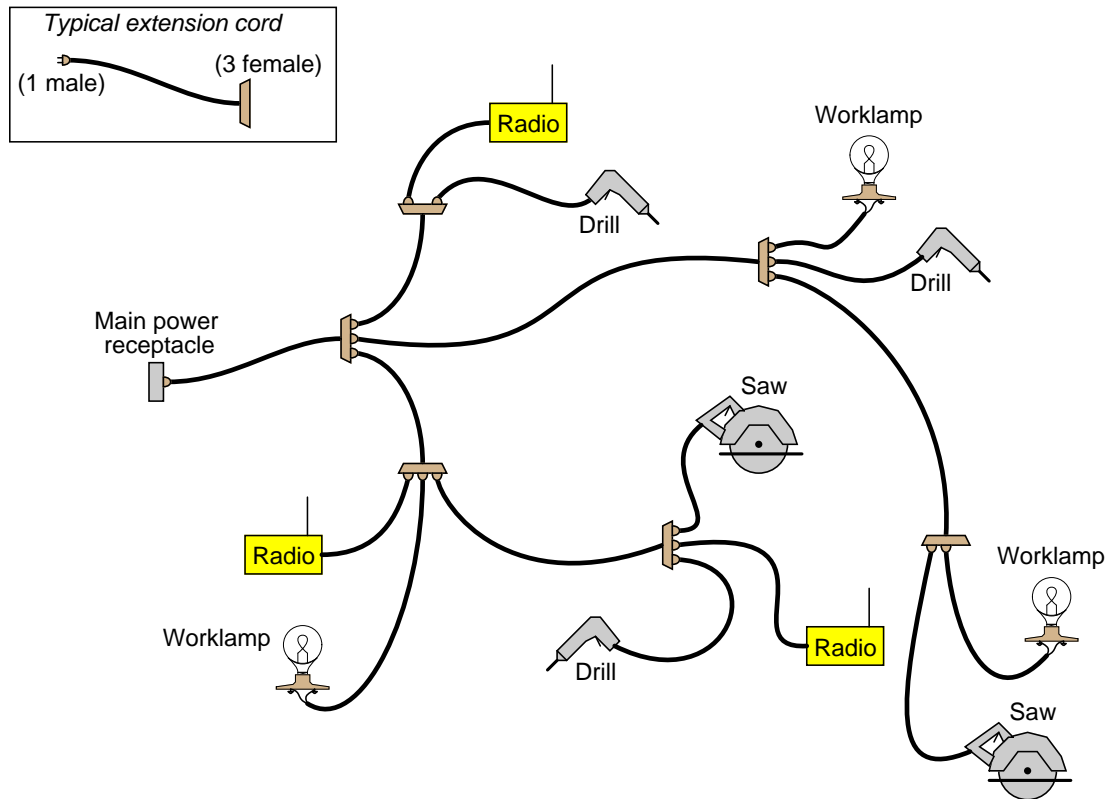 Typical extension cord
(3 female)
(1 male)
Radio
Worklamp
Drill
Drill
Main power
receptacle
Saw
Radio
Worklamp
Worklamp
Radio
Drill
Saw